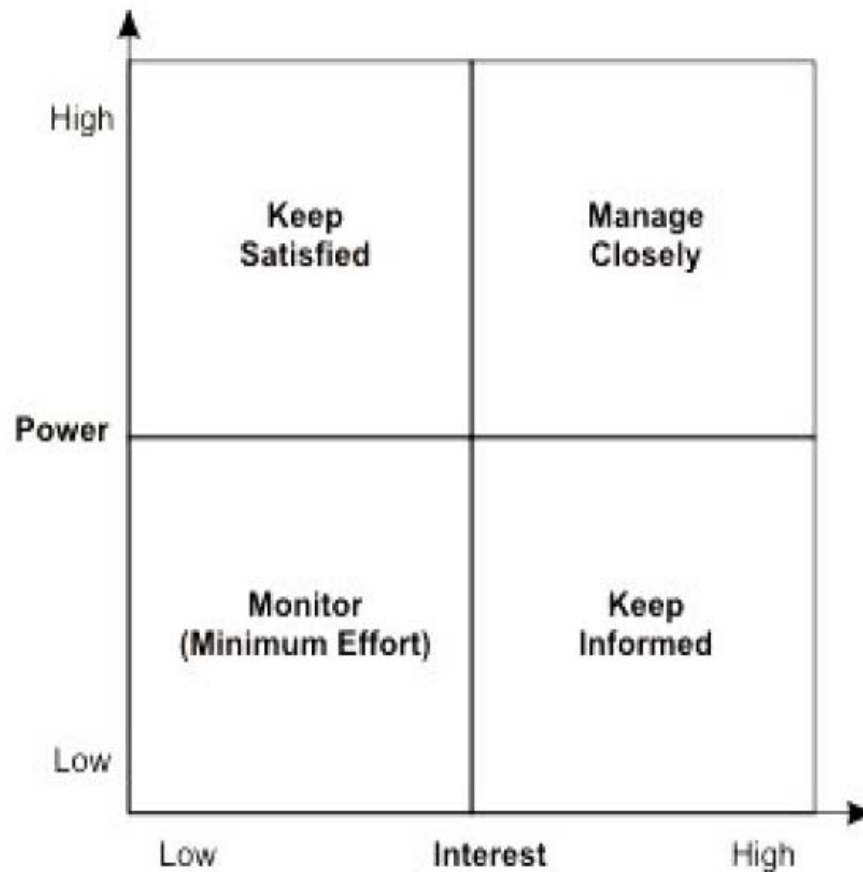 High
Keep
Satisfied
Manage
Closely
Power
Monitor
(Minimum Effort)
Keep
Informed
Low
Low
Interest
High